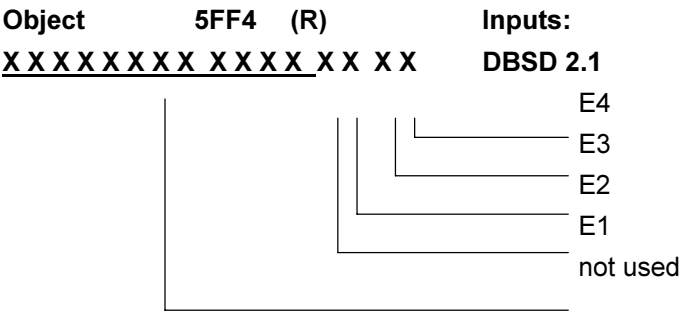 Object 5FF4 (R) Inputs:
X X X X X X X X X X X X X X X X DBSD 2.1
E4
E3
E2
E1
not used